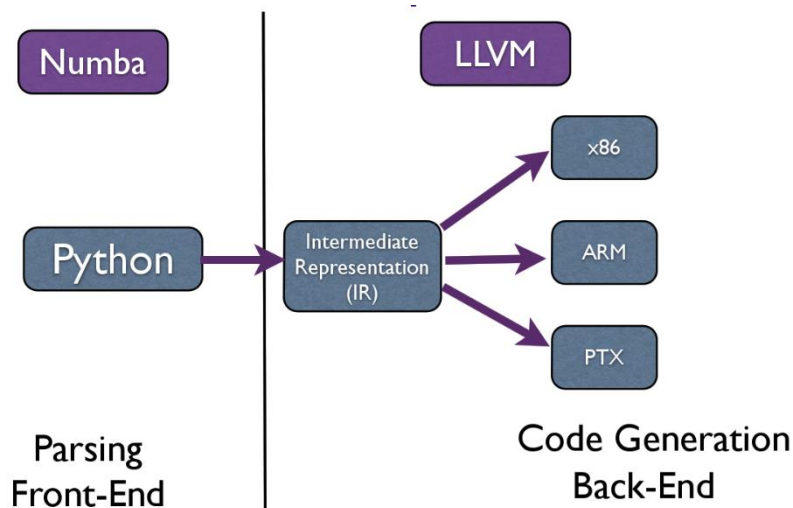 Numba
LLVM
x86
Python
Intermediate
Representation
(IR)
ARM
PTX
Parsing
Front-End
Code Generation
Back-End